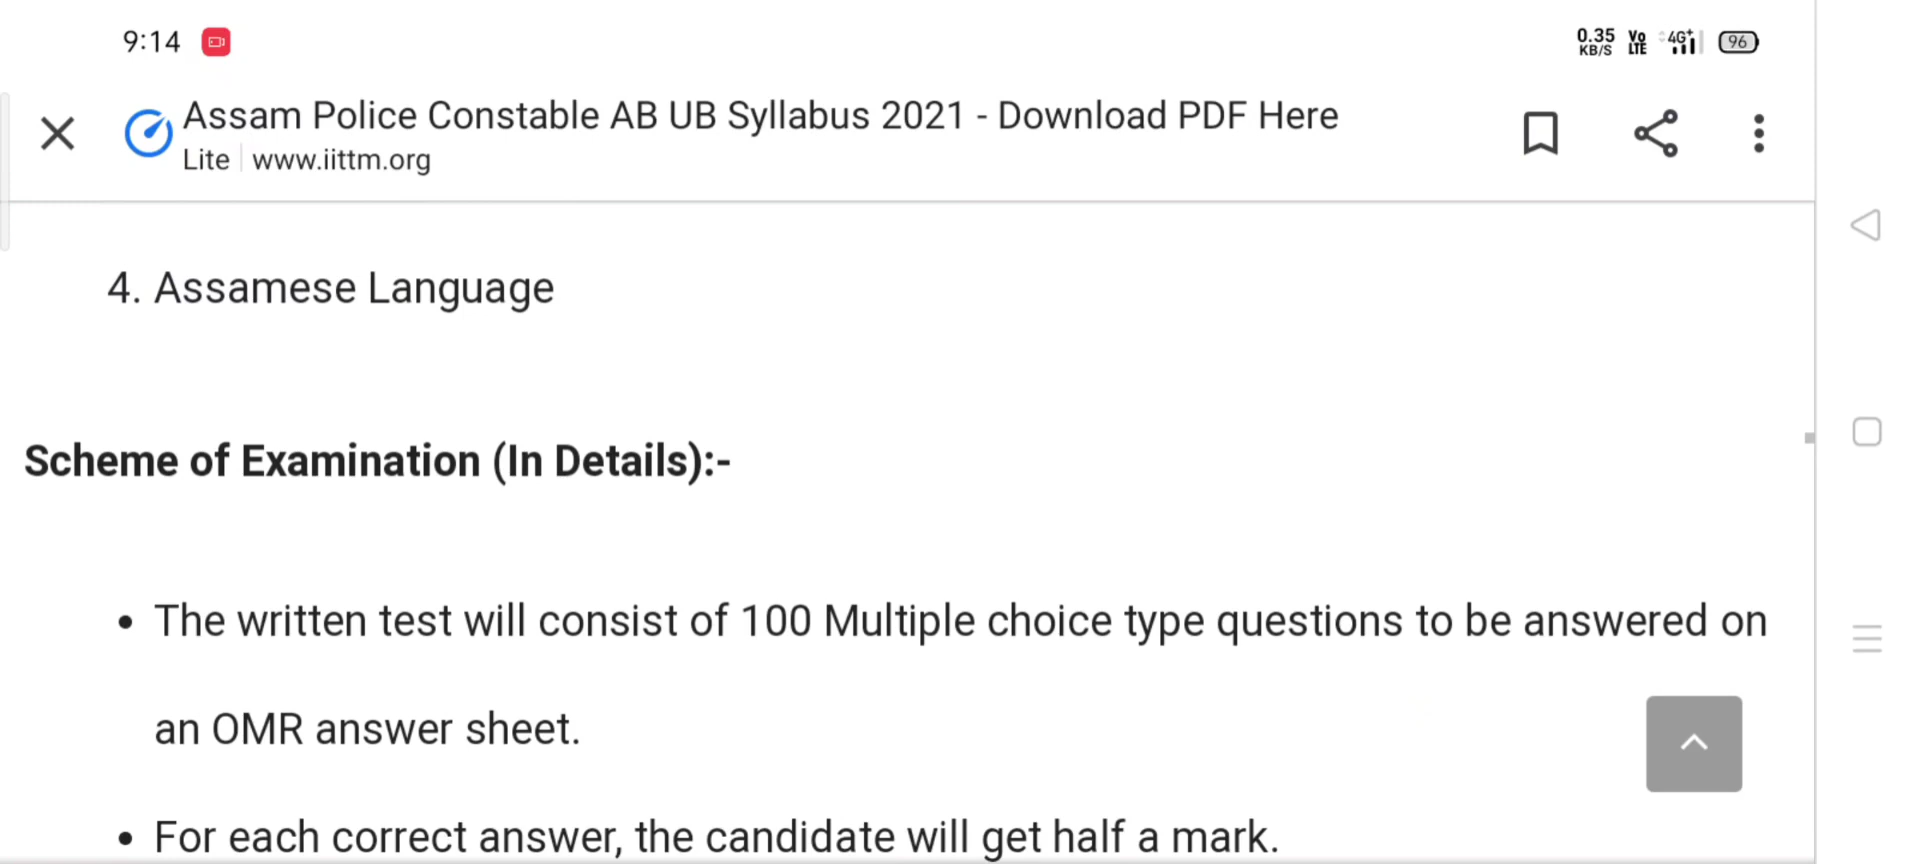 9:14
0.35 KB/S Vo LTE 4G+ 96
Assam Police Constable AB UB Syllabus 2021 - Download PDF Here
Lite www.iittm.org
4. Assamese Language
Scheme of Examination (In Details):-
• The written test will consist of 100 Multiple choice type questions to be answered on
an OMR answer sheet.
• For each correct answer, the candidate will get half a mark.